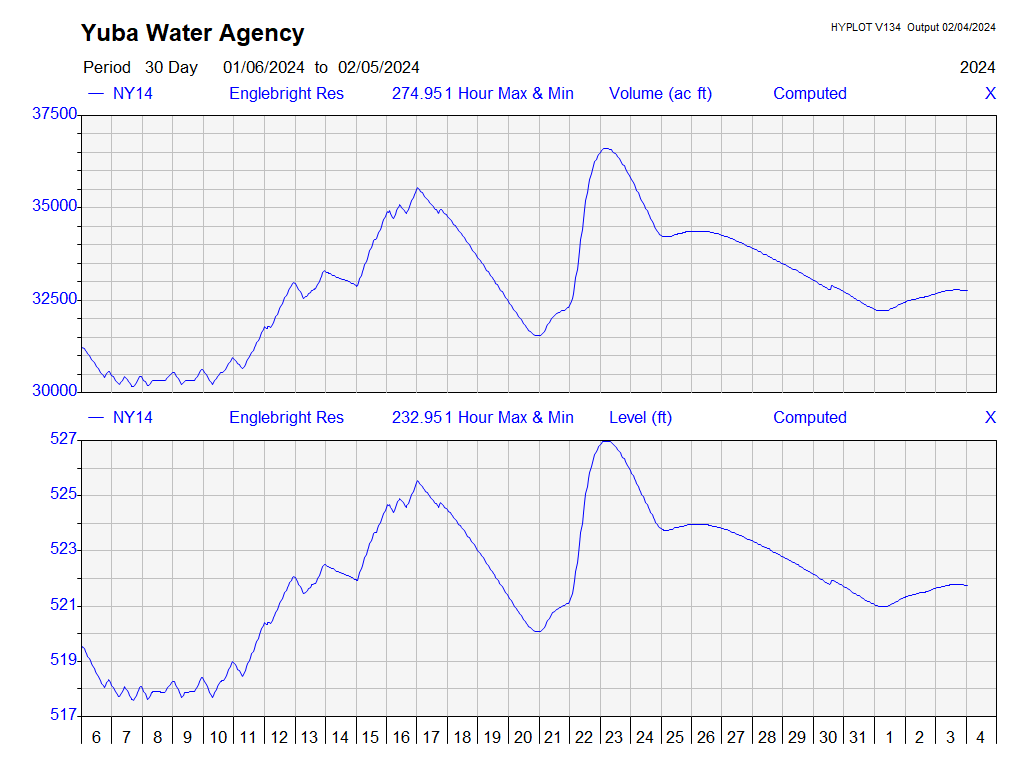 Yuba Water Agency
HYPLOT V134 Output 02/04/2024
Period 30 Day 01/06/2024 to 02/05/2024 2024
— NY14 Englebright Res 274.951 Hour Max & Min Volume (ac ft) Computed X
37500
35000
32500
30000
— NY14 Englebright Res 232.951 Hour Max & Min Level (ft) Computed X
527
525
523
521
519
517
6 7 8 9 10 11 12 13 14 15 16 17 18 19 20 21 22 23 24 25 26 27 28 29 30 31 1 2 3 4